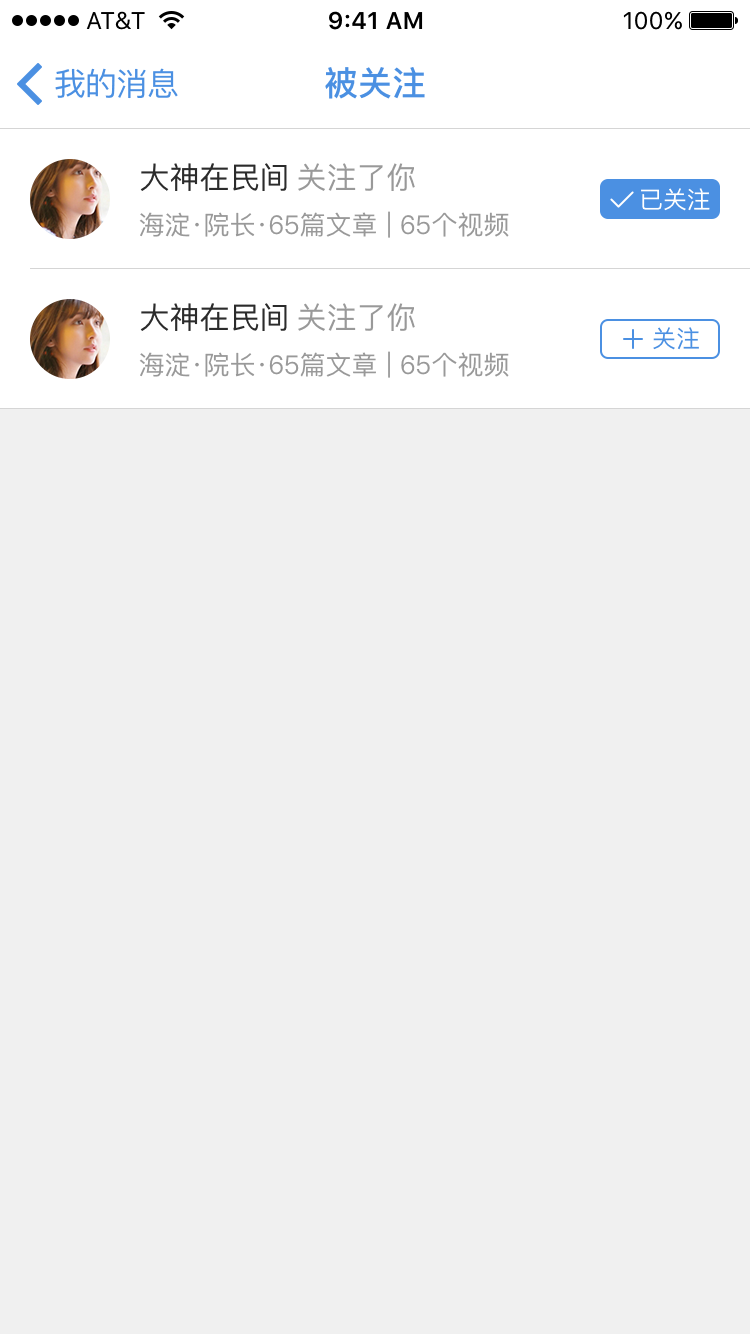 AT&T 9:41 AM 100%
我的消息 被关注
大神在民间 关注了你
海淀·院长·65篇文章 | 65个视频
已关注
大神在民间 关注了你
海淀·院长·65篇文章 | 65个视频
关注